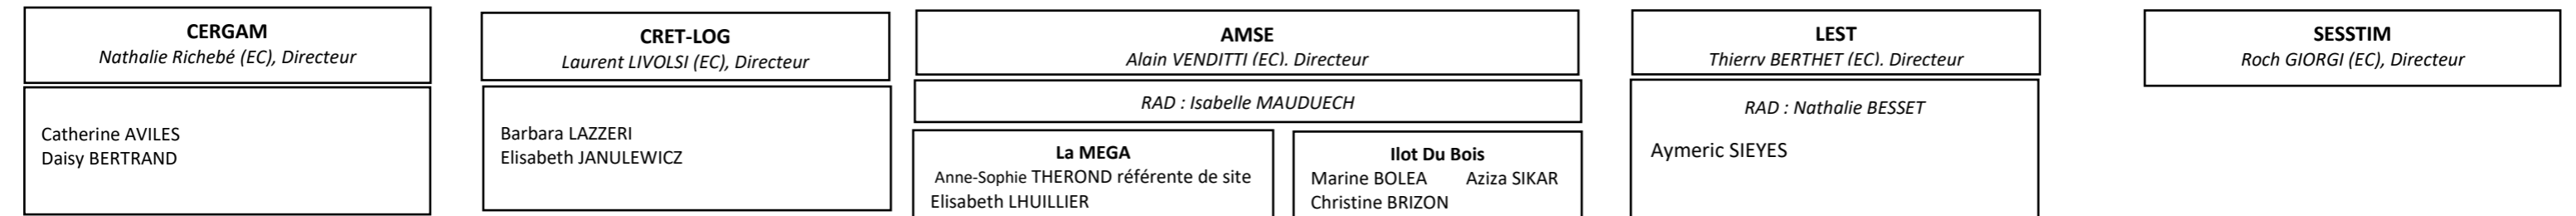 CERGAM
Nathalie Richebé (EC), Directeur
Catherine AVILES
Daisy BERTRAND
CRET-LOG
Laurent LIVOLSI (EC), Directeur
Barbara LAZZERI
Elisabeth JANULEWICZ
AMSE
Alain VENDITTI (EC). Directeur
RAD : Isabelle MAUDUECH
La MEGA
Anne-Sophie THEROND référente de site
Elisabeth LHUILLIER
Ilot Du Bois
Marine BOLEA Aziza SIKAR
Christine BRIZON
LEST
Thierry BERTHET (EC). Directeur
RAD : Nathalie BESSET
Aymeric SIEYES
SESSTIM
Roch GIORGI (EC), Directeur